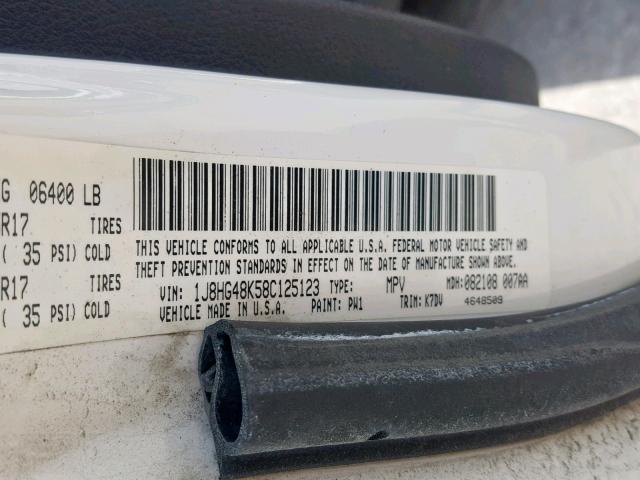 G 06400 LB
R17 TIRES
( 35 PSI) COLD
R17 TIRES
( 35 PSI) COLD
THIS VEHICLE CONFORMS TO ALL APPLICABLE U.S.A. FEDERAL MOTOR VEHICLE SAFETY AND
THEFT PREVENTION STANDARDS IN EFFECT ON THE DATE OF MANUFACTURE SHOWN ABOVE.
VIN: 1J8HG48K58C125123 TYPE: MPV MDH: 082108 007AA
VEHICLE MADE IN U.S.A. PAINT: PW1 TRIM: K7DV 4648509